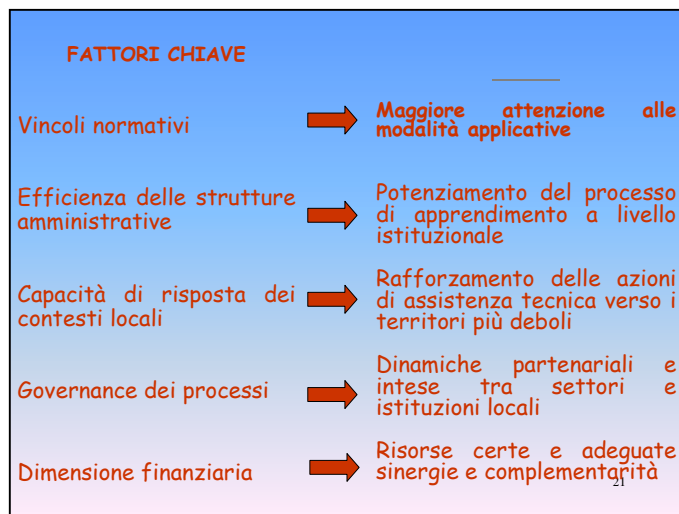 FATTORI CHIAVE
Vincoli normativi
Maggiore attenzione alle
modalità applicative
Efficienza delle strutture
amministrative
Potenziamento del processo
di apprendimento a livello
istituzionale
Capacità di risposta dei
contesti locali
Rafforzamento delle azioni
di assistenza tecnica verso i
territori più deboli
Governance dei processi
Dinamiche partenariali e
intese tra settori e
istituzioni locali
Dimensione finanziaria
Risorse certe e adeguate
sinergie e complementarità
21